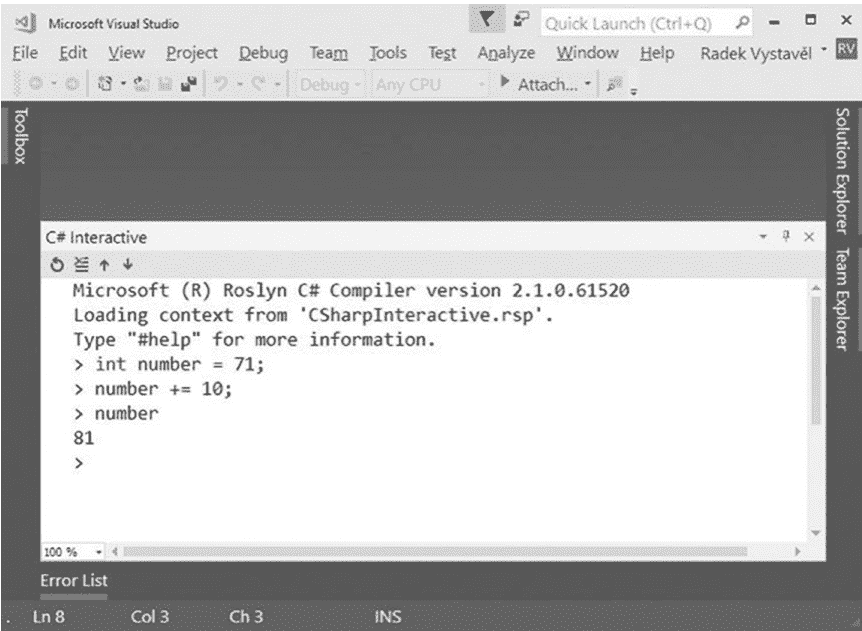 Microsoft Visual Studio
Quick Launch (Ctrl+Q)
File Edit View Project Debug Team Tools Test Analyze Window Help Radek Vystavěl RV
Debug Any CPU Attach...
Toolbox
Solution Explorer
Team Explorer
C# Interactive
Microsoft (R) Roslyn C# Compiler version 2.1.0.61520
Loading context from 'CSharpInteractive.rsp'.
Type "#help" for more information.
> int number = 71;
> number += 10;
> number
81
>
100 %
Error List
Ln 8 Col 3 Ch 3 INS